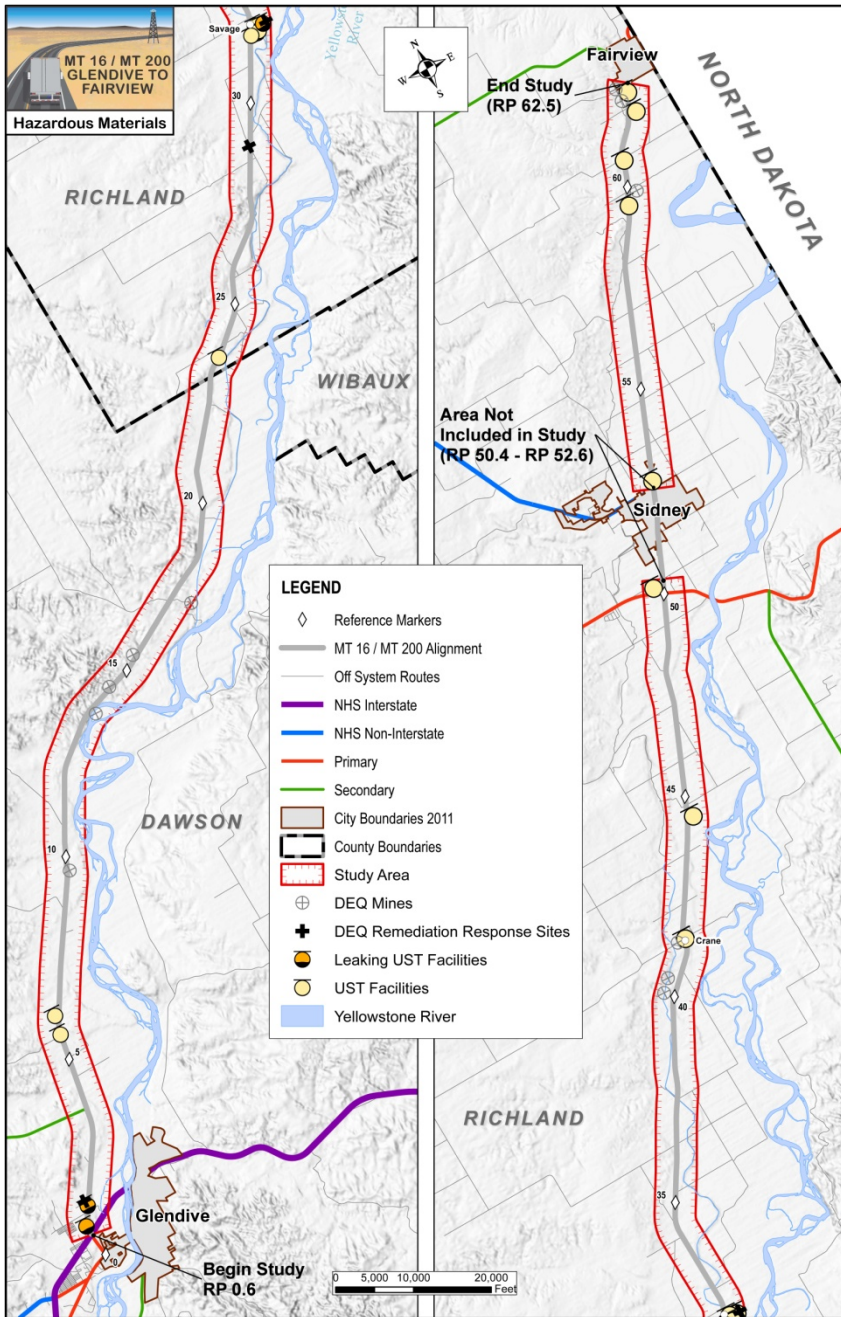 MT 16 / MT 200
GLENDIVE TO
FAIRVIEW
Hazardous Materials
Savage
Yellowstone
River
30
RICHLAND
25
WIBAUX
20
15
DAWSON
10
5
Glendive
0
Begin Study
RP 0.6
N
E
W
S
Fairview
End Study
(RP 62.5)
NORTH DAKOTA
60
55
Area Not
Included in Study
(RP 50.4 - RP 52.6)
Sidney
50
45
Crane
40
RICHLAND
35
LEGEND
Reference Markers
MT 16 / MT 200 Alignment
Off System Routes
NHS Interstate
NHS Non-Interstate
Primary
Secondary
City Boundaries 2011
County Boundaries
Study Area
DEQ Mines
DEQ Remediation Response Sites
Leaking UST Facilities
UST Facilities
Yellowstone River
0 5,000 10,000 20,000
Feet